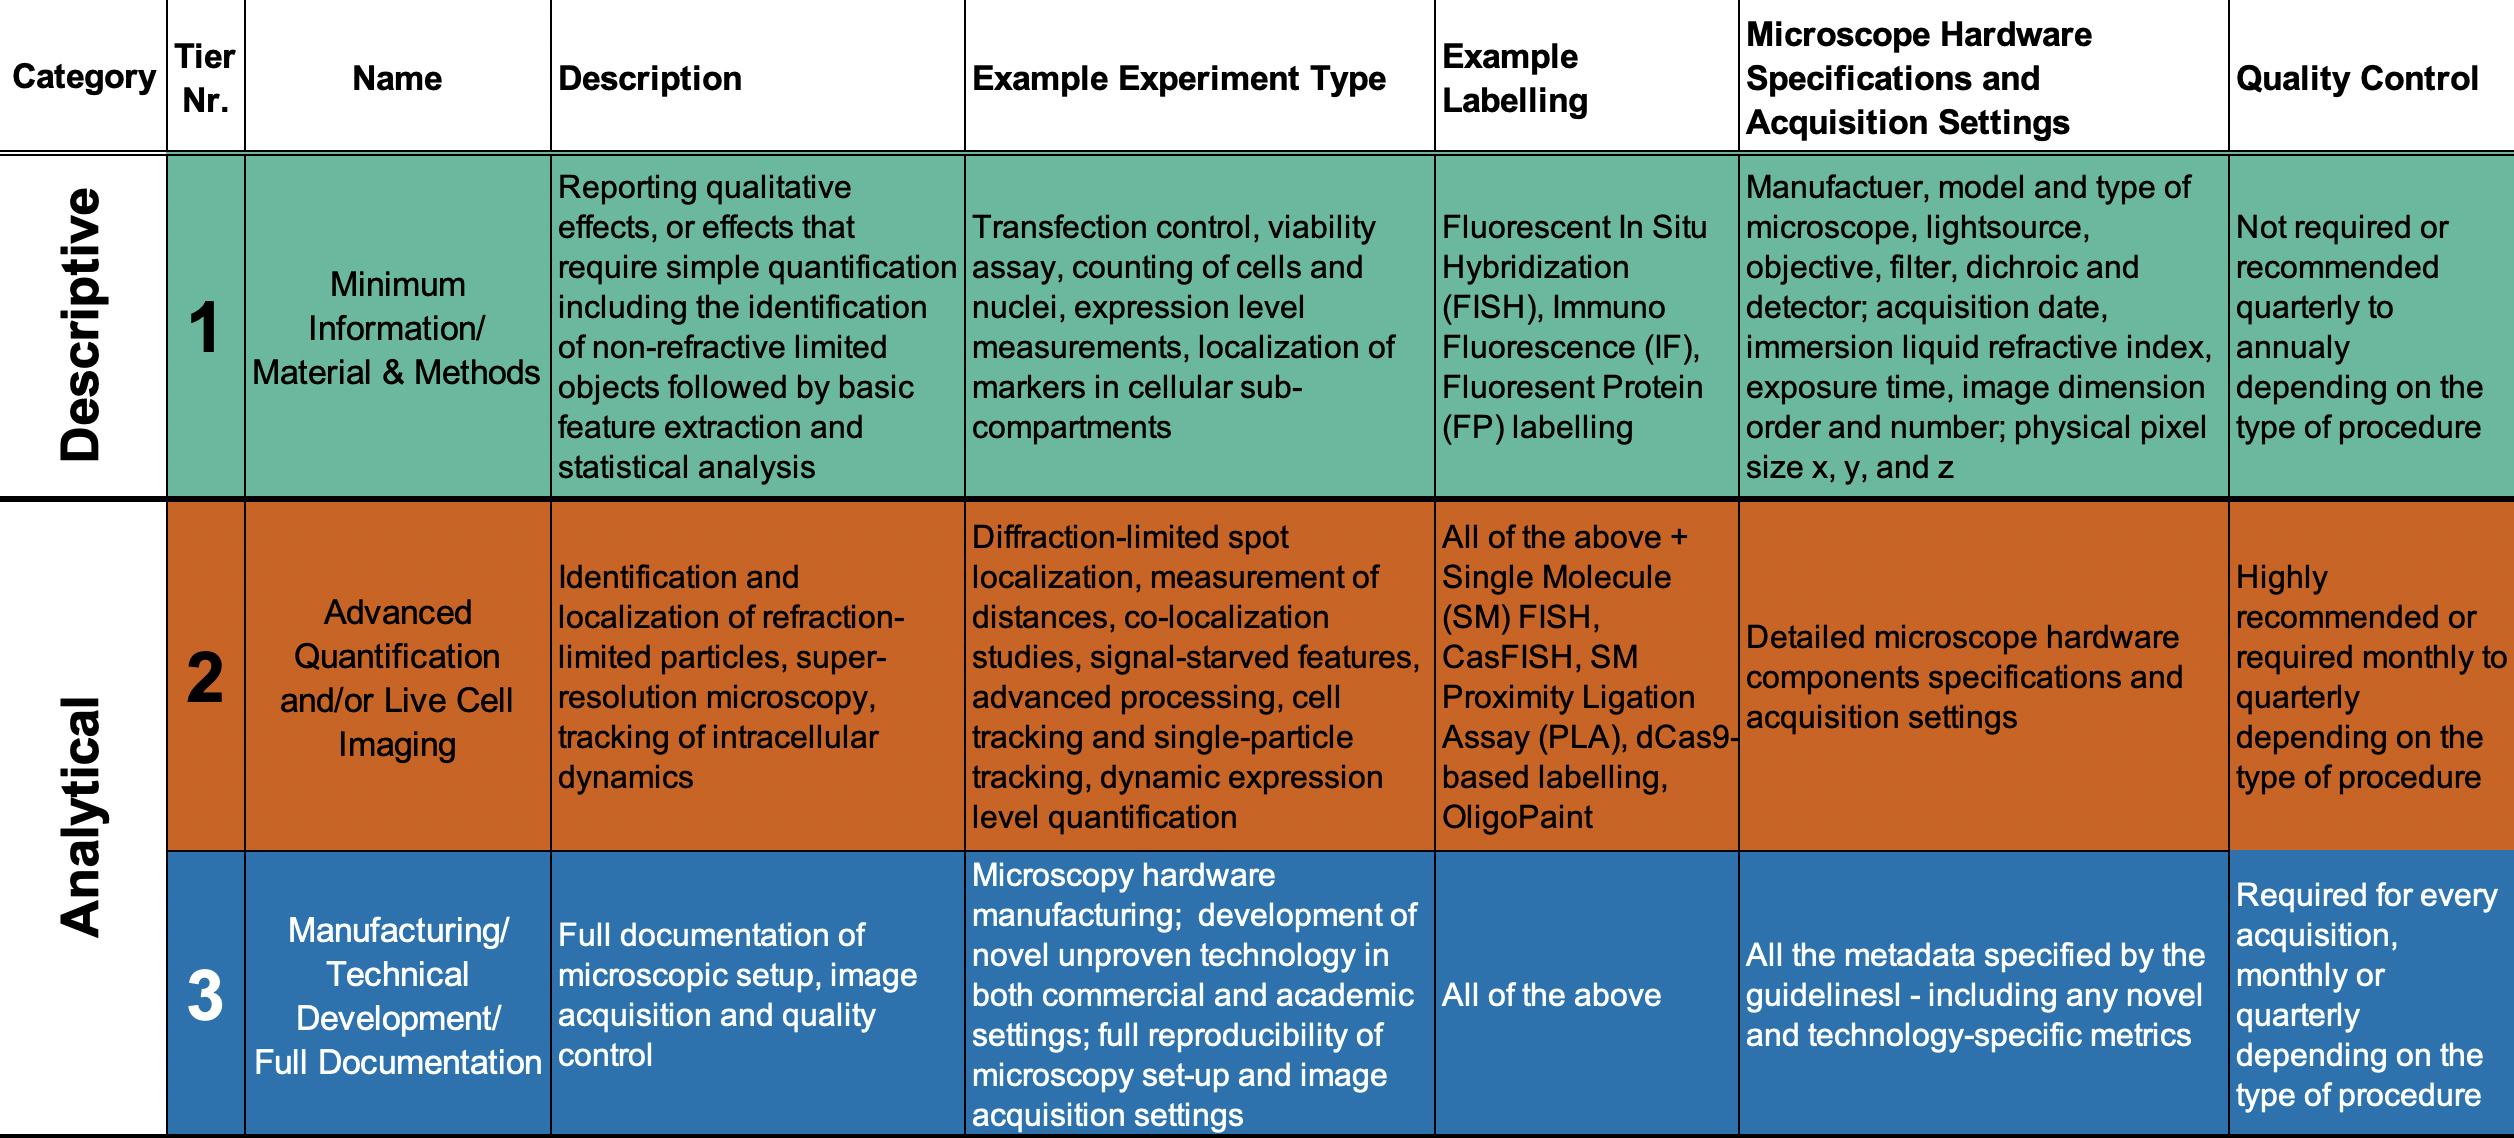 Category
Tier
Nr.
Name
Description
Example Experiment Type
Example
Labelling
Microscope Hardware
Specifications and
Acquisition Settings
Quality Control
Descriptive
1
Minimum
Information/
Material & Methods
Reporting qualitative
effects, or effects that
require simple quantification
including the identification
of non-refractive limited
objects followed by basic
feature extraction and
statistical analysis
Transfection control, viability
assay, counting of cells and
nuclei, expression level
measurements, localization of
markers in cellular sub-
compartments
Fluorescent In Situ
Hybridization
(FISH), Immuno
Fluorescence (IF),
Fluoresent Protein
(FP) labelling
Manufactuer, model and type of
microscope, lightsource,
objective, filter, dichroic and
detector; acquisition date,
immersion liquid refractive index,
exposure time, image dimension
order and number; physical pixel
size x, y, and z
Not required or
recommended
quarterly to
annualy
depending on the
type of procedure
Analytical
2
Advanced
Quantification
and/or Live Cell
Imaging
Identification and
localization of refraction-
limited particles, super-
resolution microscopy,
tracking of intracellular
dynamics
Diffraction-limited spot
localization, measurement of
distances, co-localization
studies, signal-starved features,
advanced processing, cell
tracking and single-particle
tracking, dynamic expression
level quantification
All of the above +
Single Molecule
(SM) FISH,
CasFISH, SM
Proximity Ligation
Assay (PLA), dCas9-
based labelling,
OligoPaint
Detailed microscope hardware
components specifications and
acquisition settings
Highly
recommended or
required monthly to
quarterly
depending on the
type of procedure
3
Manufacturing/
Technical
Development/
Full Documentation
Full documentation of
microscopic setup, image
acquisition and quality
control
Microscopy hardware
manufacturing;  development of
novel unproven technology in
both commercial and academic
settings; full reproducibility of
microscopy set-up and image
acquisition settings
All of the above
All the metadata specified by the
guidelinesl - including any novel
and technology-specific metrics
Required for every
acquisition,
monthly or
quarterly
depending on the
type of procedure